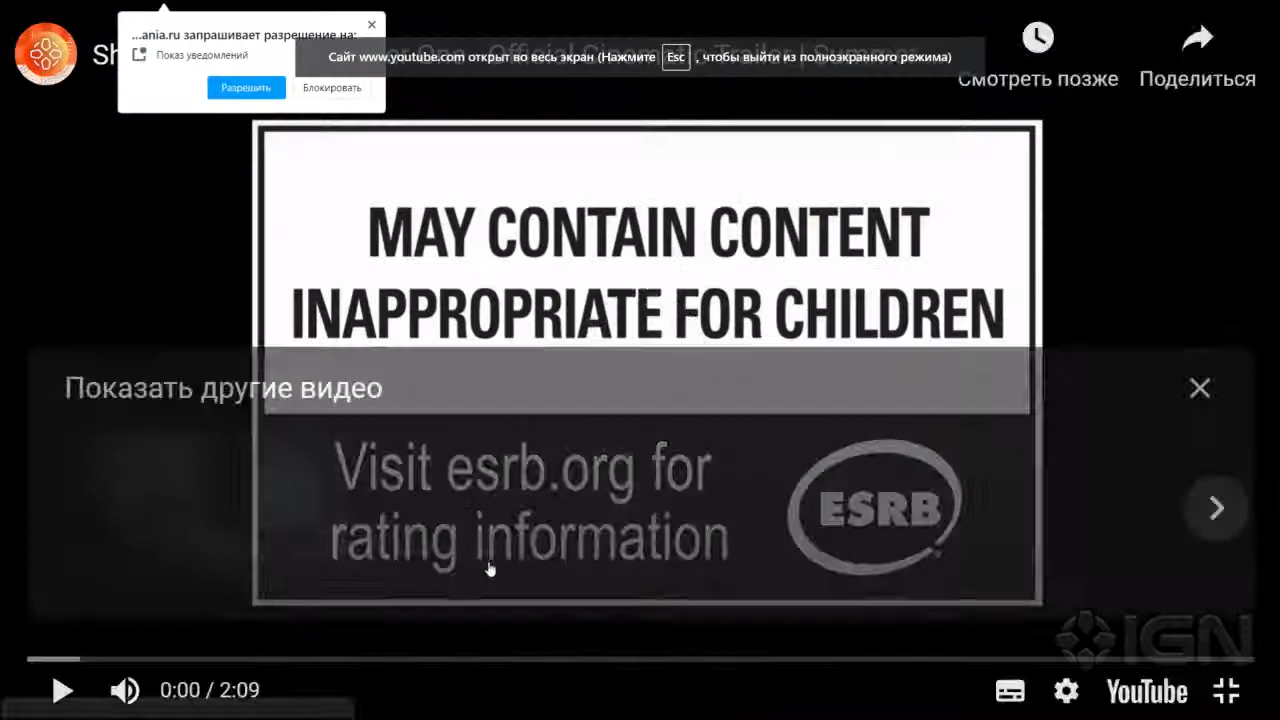 ...ania.ru запрашивает разрешение на:
Показ уведомлений
Разрешить
Блокировать
Сайт www.youtube.com открыт во весь экран (Нажмите Esc , чтобы выйти из полноэкранного режима)
Смотреть позже
Поделиться
MAY CONTAIN CONTENT
INAPPROPRIATE FOR CHILDREN
Показать другие видео
Visit esrb.org for
rating information
ESRB
IGN
0:00 / 2:09
YouTube